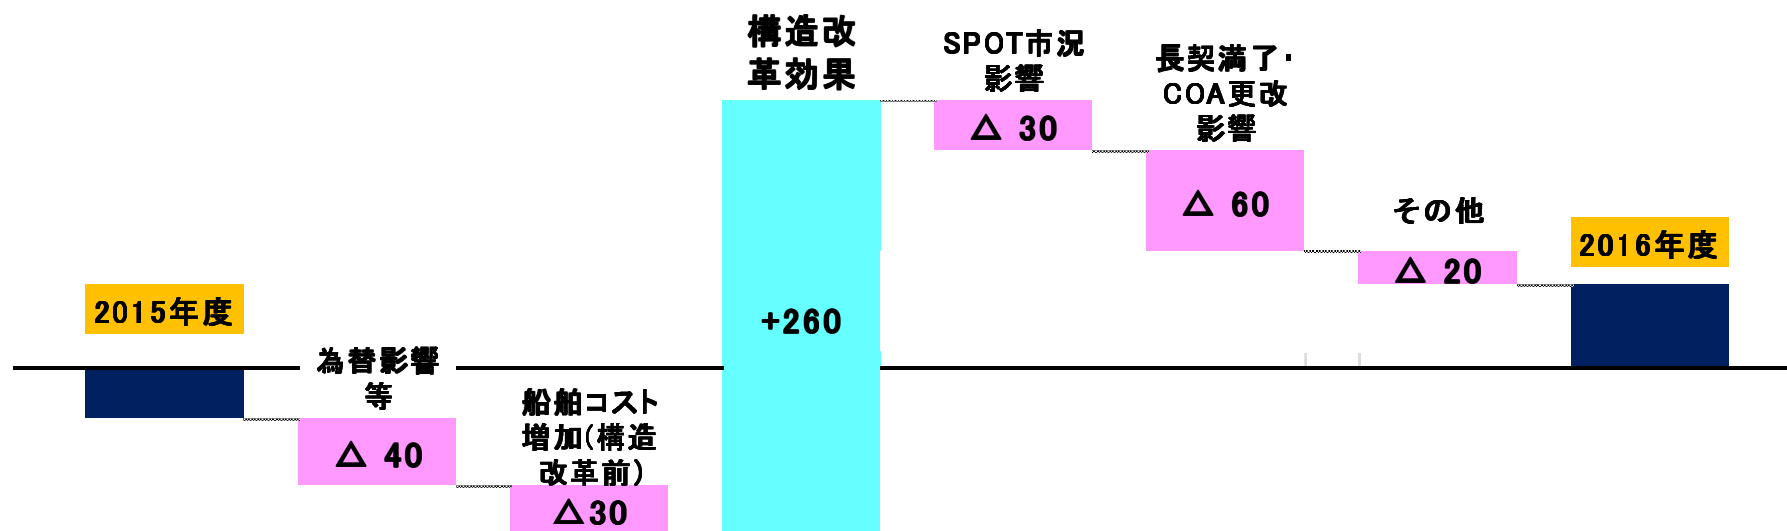 2015年度
為替影響
等
△ 40
船舶コスト
増加(構造
改革前)
△30
構造改
革効果
+260
SPOT市況
影響
△ 30
長契満了・
COA更改
影響
△ 60
その他
△ 20
2016年度